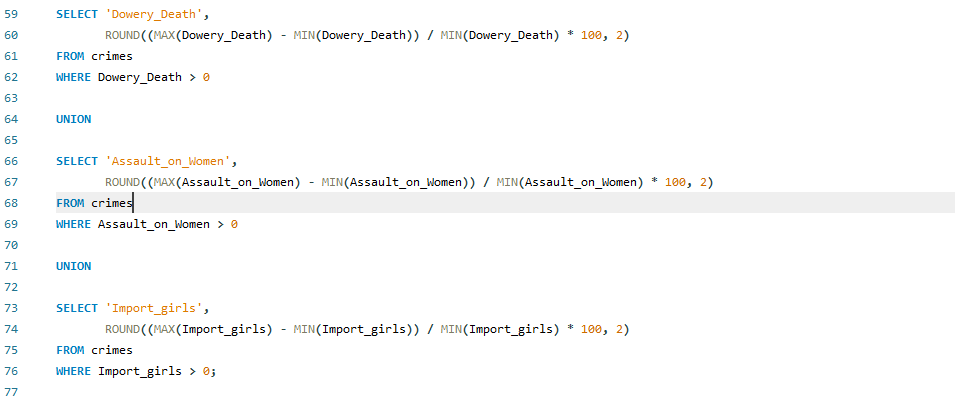 59 SELECT 'Dowery_Death',
60 ROUND((MAX(Dowery_Death) - MIN(Dowery_Death)) / MIN(Dowery_Death) * 100, 2)
61 FROM crimes
62 WHERE Dowery_Death > 0
63
64 UNION
65
66 SELECT 'Assault_on_Women',
67 ROUND((MAX(Assault_on_Women) - MIN(Assault_on_Women)) / MIN(Assault_on_Women) * 100, 2)
68 FROM crimes
69 WHERE Assault_on_Women > 0
70
71 UNION
72
73 SELECT 'Import_girls',
74 ROUND((MAX(Import_girls) - MIN(Import_girls)) / MIN(Import_girls) * 100, 2)
75 FROM crimes
76 WHERE Import_girls > 0;
77